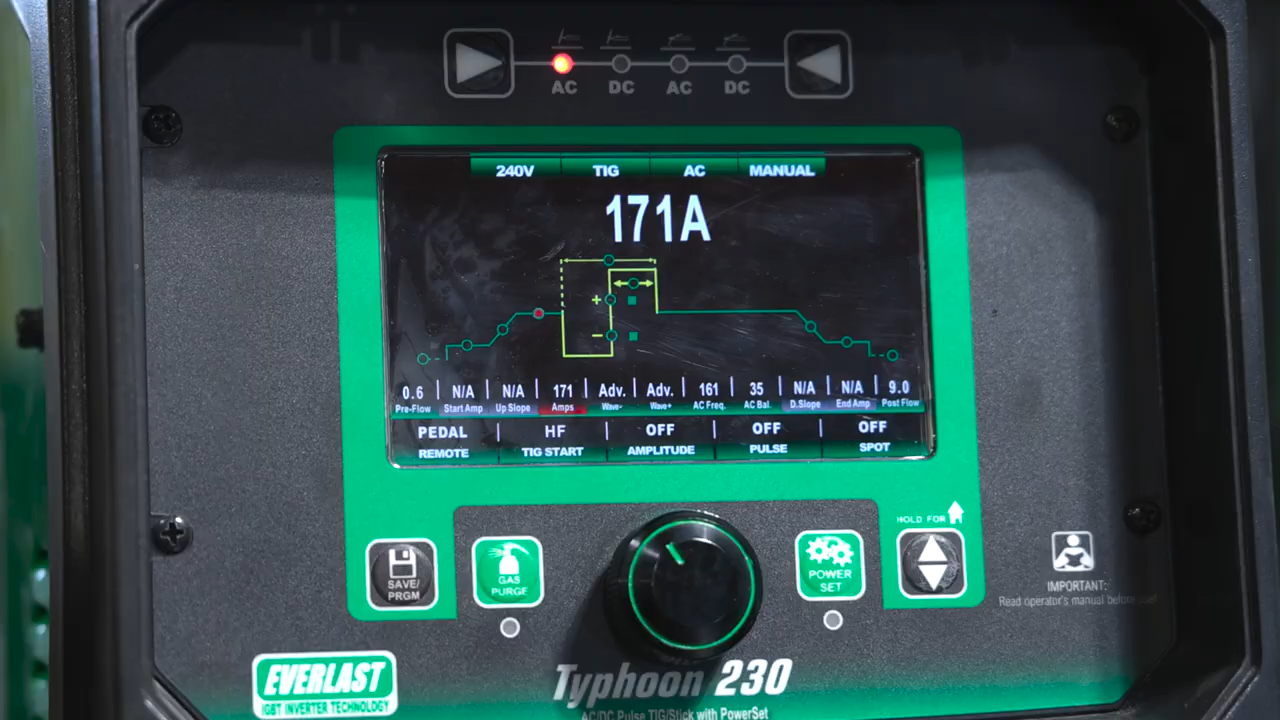 AC DC AC DC
240V TIG AC MANUAL
171A
+
−
0.6 N/A N/A 171 Adv. Adv. 161 35 N/A N/A 9.0
Pre-Flow Start Amp Up Slope Amps Wave- Wave+ AC Freq. AC Bal. D.Slope End Amp Post Flow
PEDAL HF OFF OFF OFF
REMOTE TIG START AMPLITUDE PULSE SPOT
HOLD FOR
SAVE/
PRGM
GAS
PURGE
POWER
SET
IMPORTANT:
Read operator's manual before
EVERLAST
IGBT INVERTER TECHNOLOGY
Typhoon 230
AC/DC Pulse TIG/Stick with PowerSet